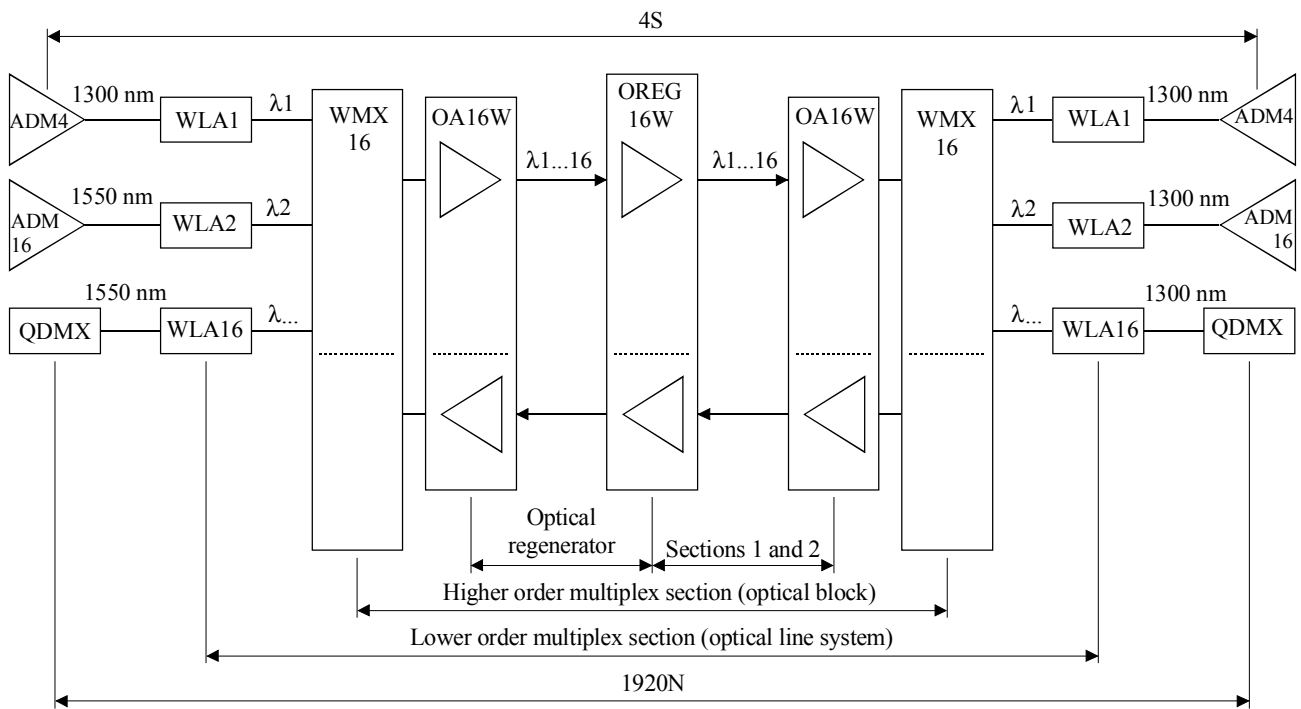 4S
1300 nm
ADM4
WLA1
λ1
WMX
16
OA16W
OREG
16W
OA16W
WMX
16
λ1
WLA1
1300 nm
ADM4
λ1...16
λ1...16
1550 nm
ADM
16
WLA2
λ2
λ2
WLA2
1300 nm
ADM
16
1550 nm
QDMX
WLA16
λ...
λ...
WLA16
1300 nm
QDMX
Optical
regenerator
Sections 1 and 2
Higher order multiplex section (optical block)
Lower order multiplex section (optical line system)
1920N